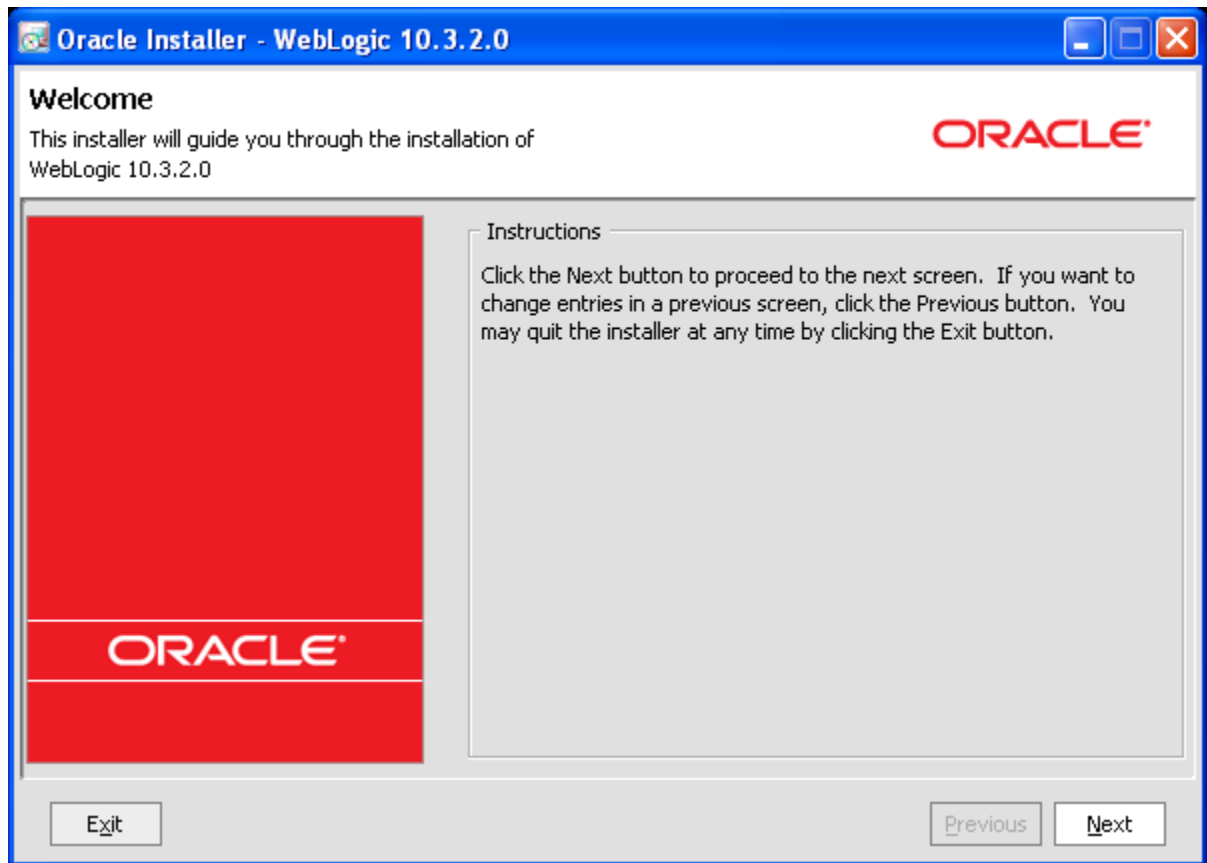 Oracle Installer - WebLogic 10.3.2.0
Welcome
This installer will guide you through the installation of
WebLogic 10.3.2.0
ORACLE
Instructions
Click the Next button to proceed to the next screen.  If you want to
change entries in a previous screen, click the Previous button.  You
may quit the installer at any time by clicking the Exit button.
ORACLE
Exit
Previous
Next